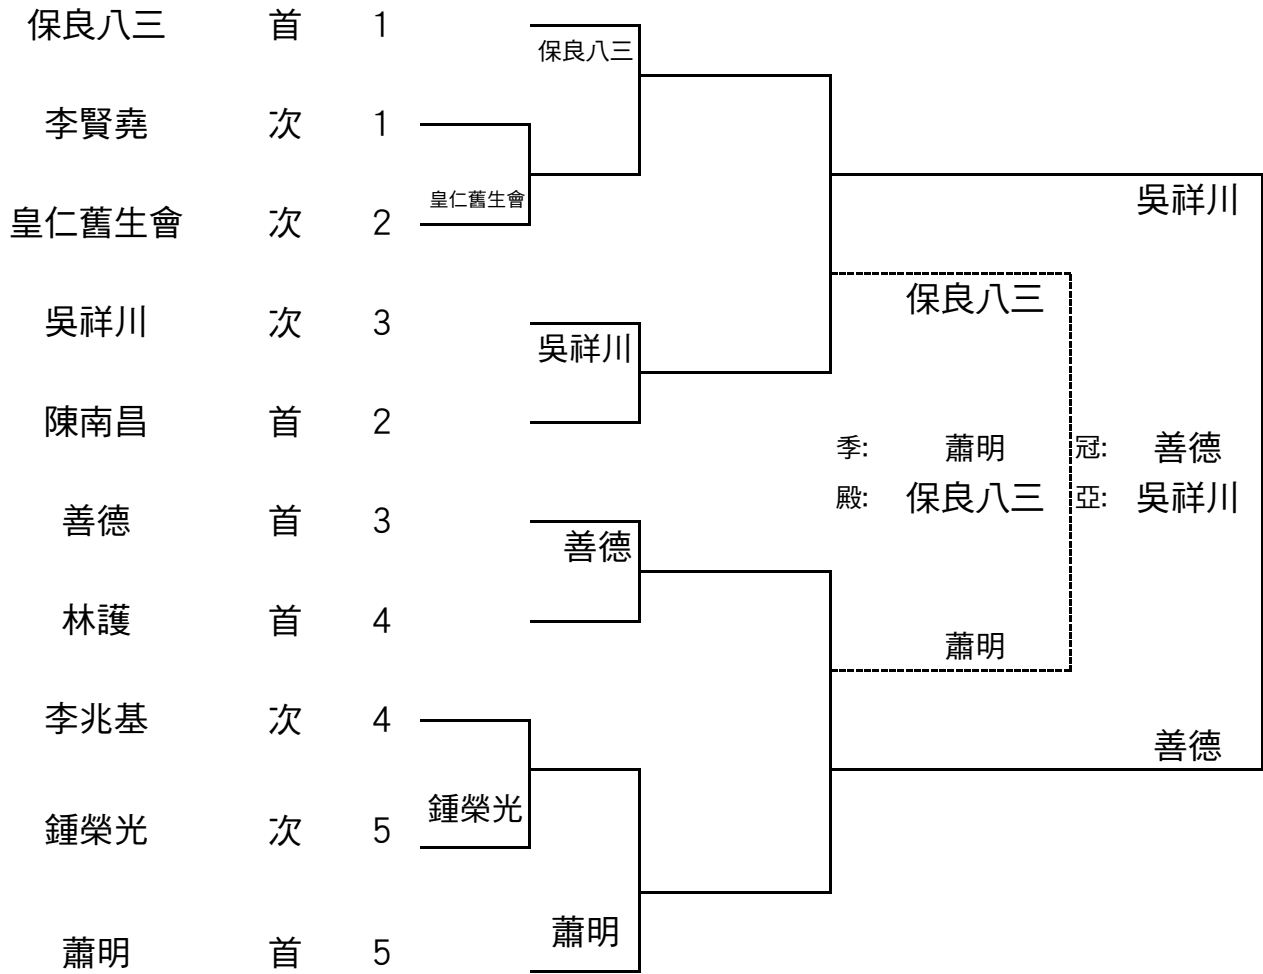 保良八三 首 1
保良八三
李賢堯 次 1
皇仁舊生會
吳祥川
皇仁舊生會 次 2
保良八三
吳祥川 次 3
吳祥川
陳南昌 首 2
季: 蕭明 冠: 善德
殿: 保良八三 亞: 吳祥川
善德 首 3
善德
林護 首 4
蕭明
李兆基 次 4
善德
鍾榮光
鍾榮光 次 5
蕭明
蕭明 首 5